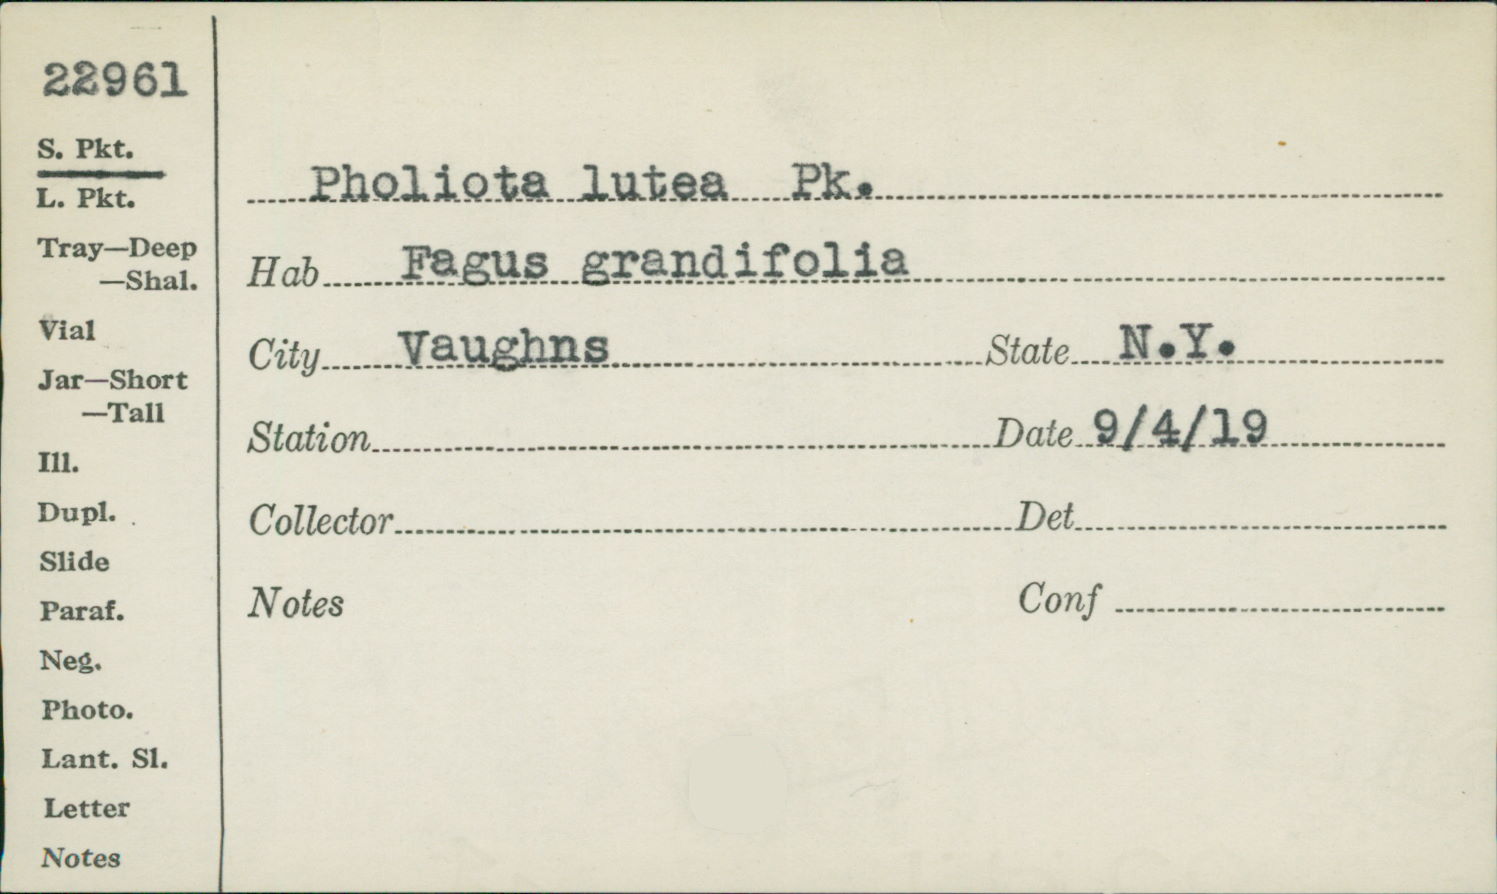 22961
S. Pkt.
L. Pkt.
Tray—Deep
—Shal.
Vial
Jar—Short
—Tall
Ill.
Dupl.
Slide
Paraf.
Neg.
Photo.
Lant. Sl.
Letter
Notes
Pholiota lutea Pk.
Hab Fagus grandifolia
City Vaughns State N.Y.
Station Date 9/4/19
Collector Det
Notes Conf